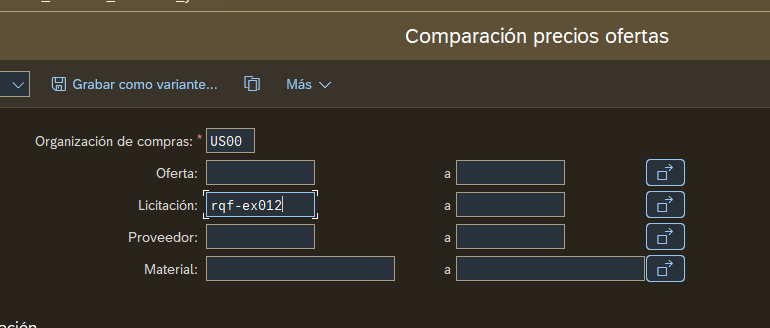 Comparación precios ofertas
Grabar como variante... Más
Organización de compras: * US00
Oferta: a
Licitación: rqf-ex012 a
Proveedor: a
Material: a